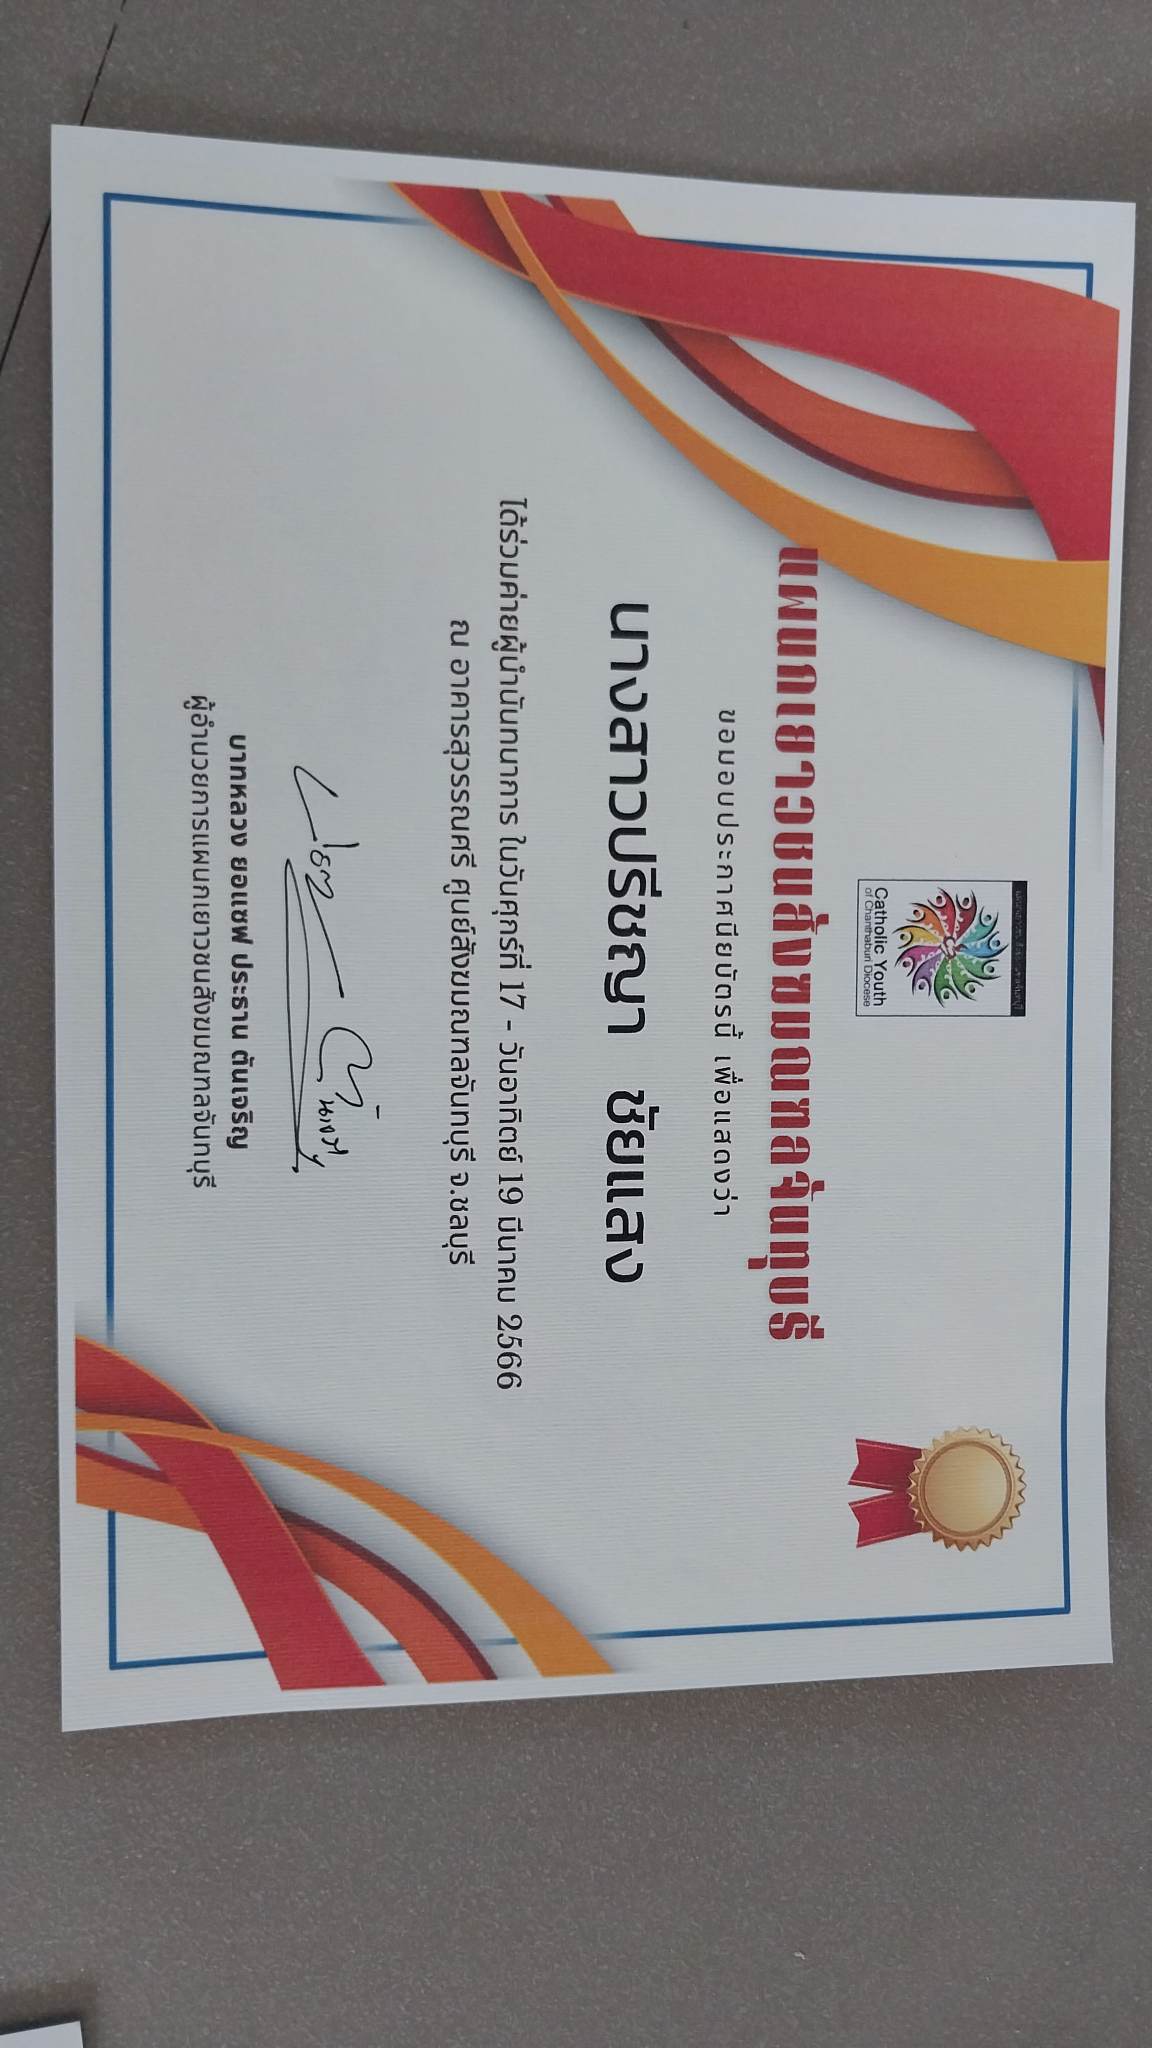 Catholic Youth
of Chanthaburi Diocese
แผนกเยาวชนสังฆมณฑลจันทบุรี
ขอมอบประกาศนียบัตรนี้ เพื่อแสดงว่า
นางสาวปรีชญา ชัยแสง
ได้ร่วมค่ายผู้นำนันทนาการ ในวันศุกร์ที่ 17 - วันอาทิตย์ 19 มีนาคม 2566
ณ อาคารสุวรรณศรี ศูนย์สังฆมณฑลจันทบุรี จ.ชลบุรี
บาทหลวง ยอแซฟ ประธาน ตันเจริญ
ผู้อำนวยการแผนกเยาวชนสังฆมณฑลจันทบุรี